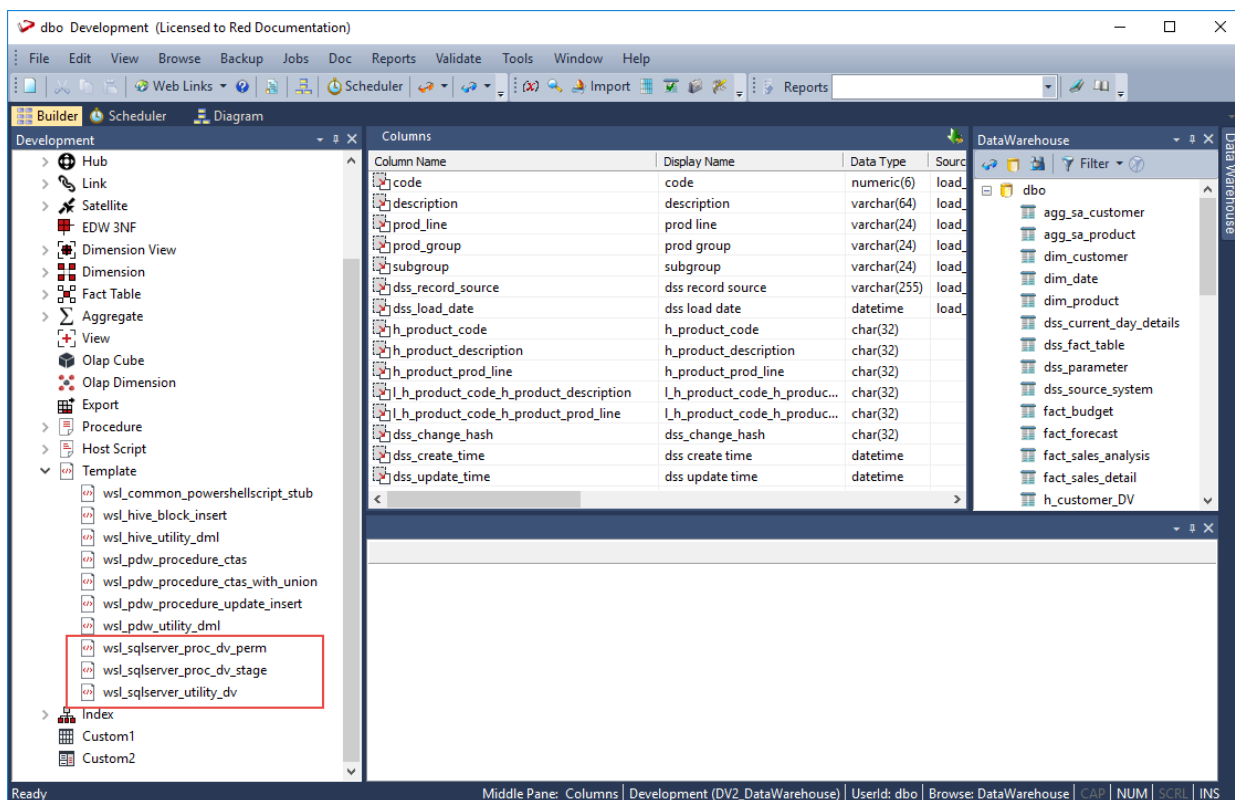 dbo Development (Licensed to Red Documentation)
File Edit View Browse Backup Jobs Doc Reports Validate Tools Window Help
Web Links Scheduler Import Reports
Builder Scheduler Diagram
Development
Hub
Link
Satellite
EDW 3NF
Dimension View
Dimension
Fact Table
Aggregate
View
Olap Cube
Olap Dimension
Export
Procedure
Host Script
Template
wsl_common_powershellscript_stub
wsl_hive_block_insert
wsl_hive_utility_dml
wsl_pdw_procedure_ctas
wsl_pdw_procedure_ctas_with_union
wsl_pdw_procedure_update_insert
wsl_pdw_utility_dml
wsl_sqlserver_proc_dv_perm
wsl_sqlserver_proc_dv_stage
wsl_sqlserver_utility_dv
Index
Custom1
Custom2
Columns
Column Name Display Name Data Type Sourc
code code numeric(6) load_
description description varchar(64) load_
prod_line prod line varchar(24) load_
prod_group prod group varchar(24) load_
subgroup subgroup varchar(24) load_
dss_record_source dss record source varchar(255) load_
dss_load_date dss load date datetime load_
h_product_code h_product_code char(32)
h_product_description h_product_description char(32)
h_product_prod_line h_product_prod_line char(32)
l_h_product_code_h_product_description l_h_product_code_h_produc... char(32)
l_h_product_code_h_product_prod_line l_h_product_code_h_produc... char(32)
dss_change_hash dss_change_hash char(32)
dss_create_time dss create time datetime
dss_update_time dss update time datetime
DataWarehouse
Filter
dbo
agg_sa_customer
agg_sa_product
dim_customer
dim_date
dim_product
dss_current_day_details
dss_fact_table
dss_parameter
dss_source_system
fact_budget
fact_forecast
fact_sales_analysis
fact_sales_detail
h_customer_DV
Data Warehouse
Ready Middle Pane: Columns Development (DV2_DataWarehouse) UserId: dbo Browse: DataWarehouse CAP NUM SCRL INS